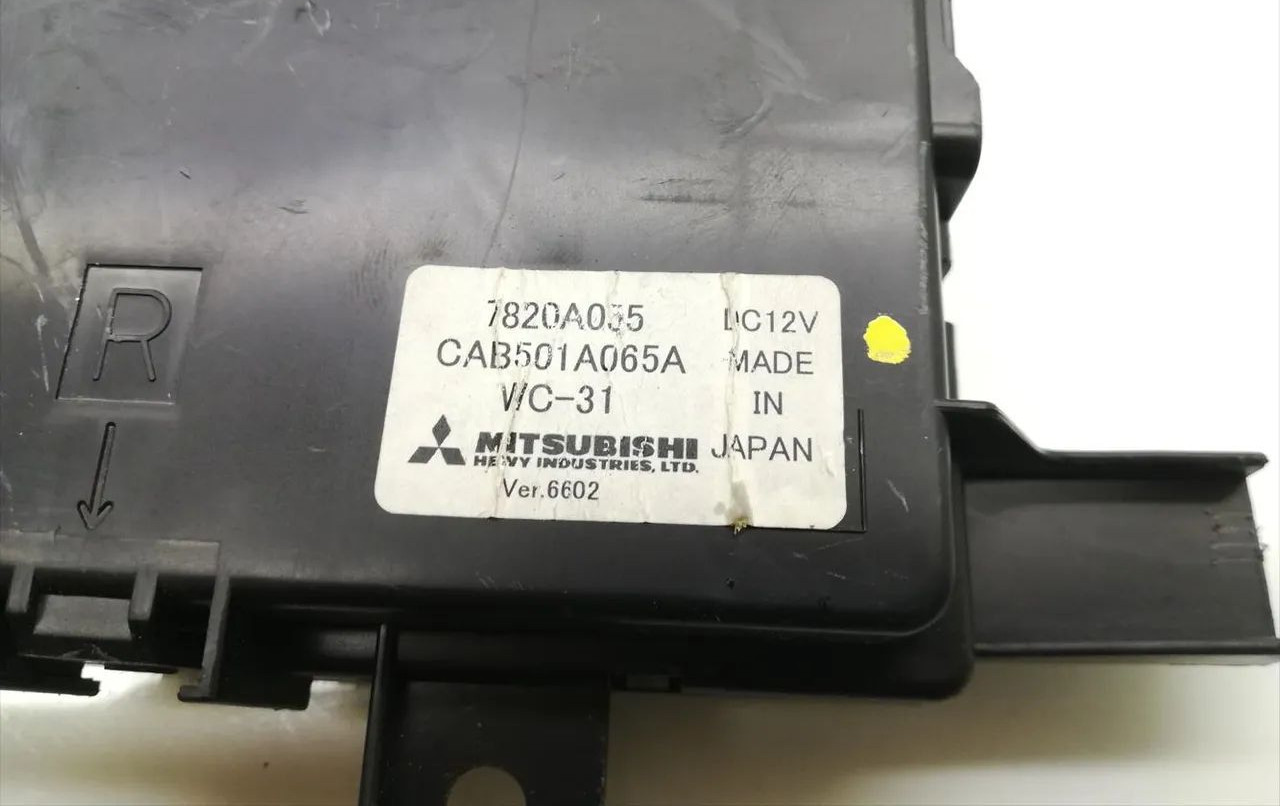 R
7820A055 DC12V
CAB501A065A MADE
WC-31 IN
MITSUBISHI JAPAN
HEAVY INDUSTRIES, LTD.
Ver.6602